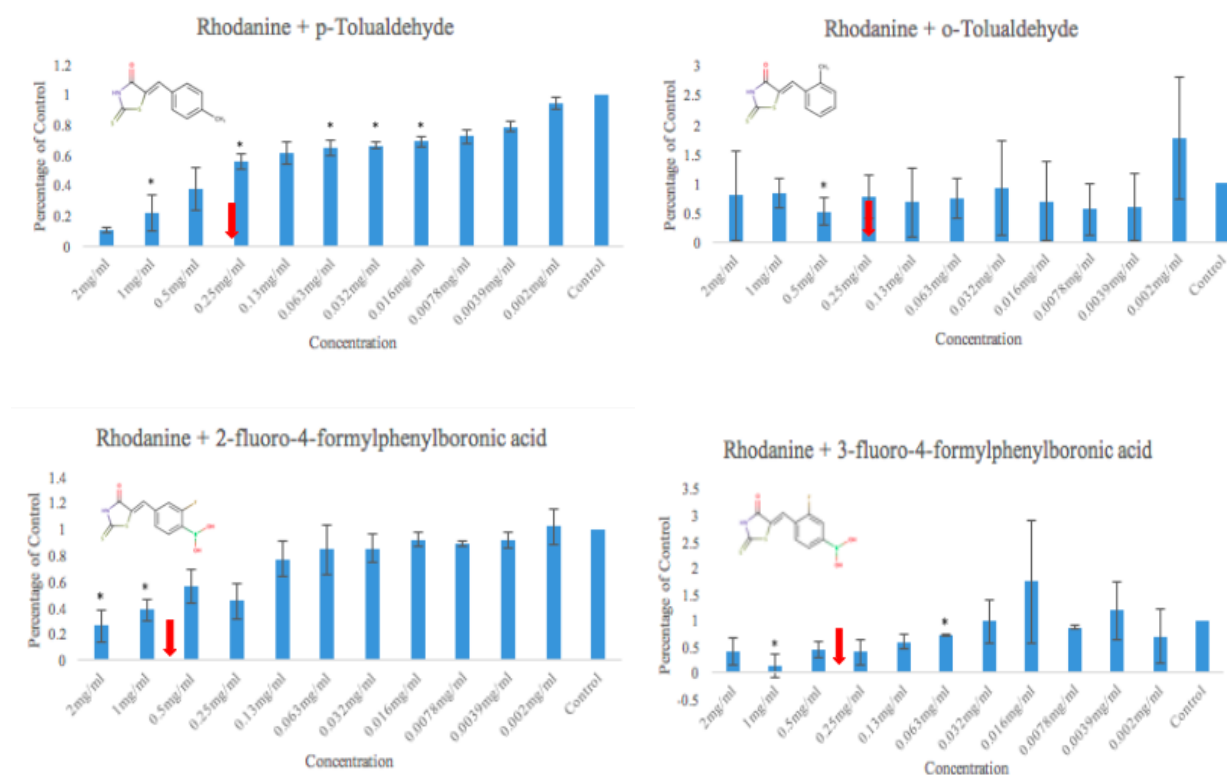 Rhodanine + p-Tolualdehyde
Percentage of Control
1.2
1
0.8
0.6
0.4
0.2
0
* * * * *
2mg/ml 1mg/ml 0.5mg/ml 0.25mg/ml 0.13mg/ml 0.063mg/ml 0.032mg/ml 0.016mg/ml 0.0078mg/ml 0.0039mg/ml 0.002mg/ml Control
Concentration
Rhodanine + o-Tolualdehyde
Percentage of Control
3
2.5
2
1.5
1
0.5
0
*
2mg/ml 1mg/ml 0.5mg/ml 0.25mg/ml 0.13mg/ml 0.063mg/ml 0.032mg/ml 0.016mg/ml 0.0078mg/ml 0.0039mg/ml 0.002mg/ml Control
Concentration
Rhodanine + 2-fluoro-4-formylphenylboronic acid
Percentage of Control
1.4
1.2
1
0.8
0.6
0.4
0.2
0
* *
2mg/ml 1mg/ml 0.5mg/ml 0.25mg/ml 0.13mg/ml 0.063mg/ml 0.032mg/ml 0.016mg/ml 0.0078mg/ml 0.0039mg/ml 0.002mg/ml Control
Concentration
Rhodanine + 3-fluoro-4-formylphenylboronic acid
Percentage of Control
3.5
3
2.5
2
1.5
1
0.5
0
-0.5
* *
2mg/ml 1mg/ml 0.5mg/ml 0.25mg/ml 0.13mg/ml 0.063mg/ml 0.032mg/ml 0.016mg/ml 0.0078mg/ml 0.0039mg/ml 0.002mg/ml Control
Concentration